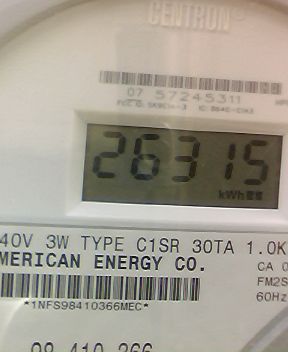 CENTRON®
07 57245311
26315
kWh
40V 3W TYPE C1SR 30TA 1.0K
MERICAN ENERGY CO.
CA 0
FM2S
60Hz
*1NFS98410366MEC*
98 410 366